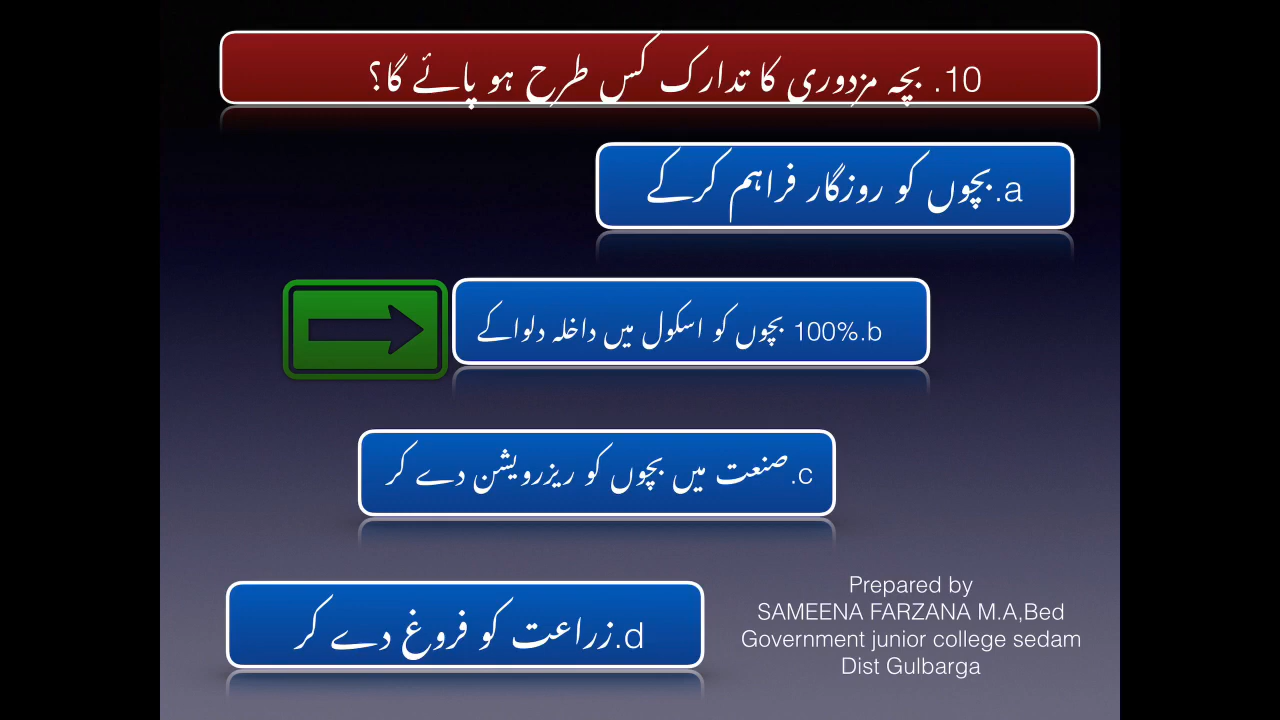 10. بچہ مزدوری کا تدارک کس طرح ہو پائے گا؟
a.بچوں کو روزگار فراہم کرکے
b.100% بچوں کو اسکول میں داخلہ دلواکے
c.صنعت میں بچوں کو ریزرویشن دے کر
d.زراعت کو فروغ دے کر
Prepared by
SAMEENA FARZANA M.A,Bed
Government junior college sedam
Dist Gulbarga